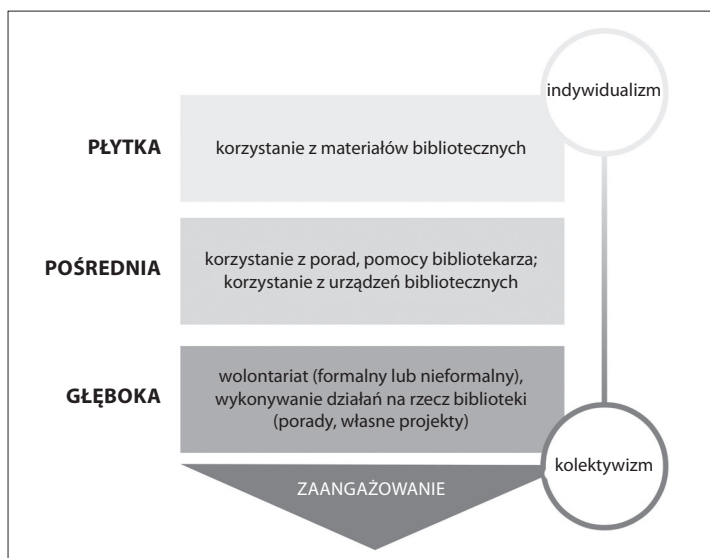 indywidualizm
PŁYTKA
korzystanie z materiałów bibliotecznych
POŚREDNIA
korzystanie z porad, pomocy bibliotekarza;
korzystanie z urządzeń bibliotecznych
GŁĘBOKA
wolontariat (formalny lub nieformalny),
wykonywanie działań na rzecz biblioteki
(porady, własne projekty)
kolektywizm
ZAANGAŻOWANIE